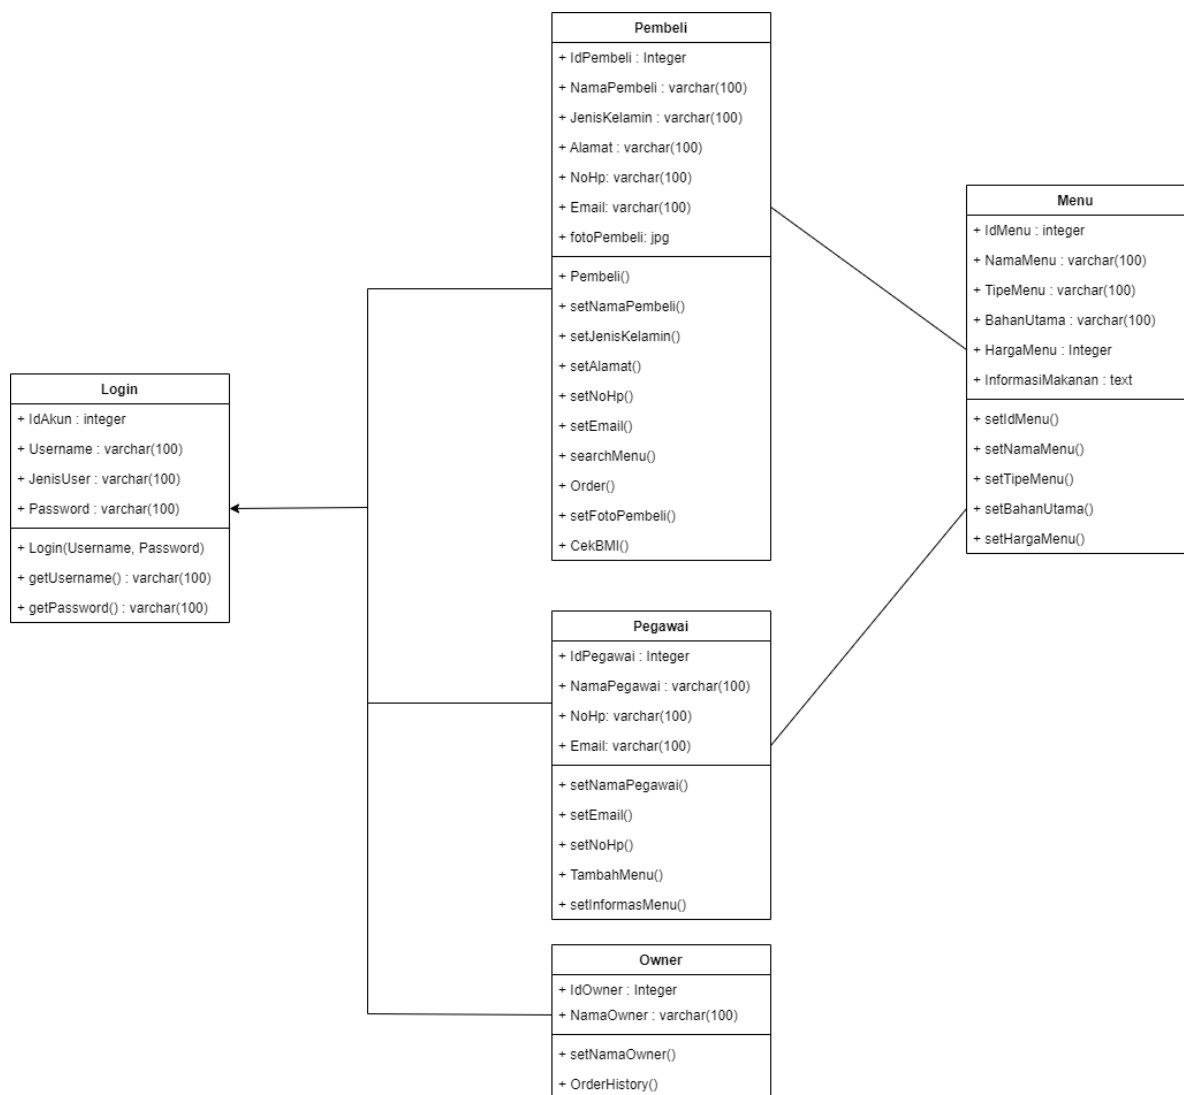 Pembeli
+ IdPembeli : Integer
+ NamaPembeli : varchar(100)
+ JenisKelamin : varchar(100)
+ Alamat : varchar(100)
+ NoHp: varchar(100)
+ Email: varchar(100)
+ fotoPembeli: jpg
+ Pembeli()
+ setNamaPembeli()
+ setJenisKelamin()
+ setAlamat()
+ setNoHp()
+ setEmail()
+ searchMenu()
+ Order()
+ setFotoPembeli()
+ CekBMI()
Menu
+ IdMenu : integer
+ NamaMenu : varchar(100)
+ TipeMenu : varchar(100)
+ BahanUtama : varchar(100)
+ HargaMenu : Integer
+ InformasiMakanan : text
+ setIdMenu()
+ setNamaMenu()
+ setTipeMenu()
+ setBahanUtama()
+ setHargaMenu()
Login
+ IdAkun : integer
+ Username : varchar(100)
+ JenisUser : varchar(100)
+ Password : varchar(100)
+ Login(Username, Password)
+ getUsername() : varchar(100)
+ getPassword() : varchar(100)
Pegawai
+ IdPegawai : Integer
+ NamaPegawai : varchar(100)
+ NoHp: varchar(100)
+ Email: varchar(100)
+ setNamaPegawai()
+ setEmail()
+ setNoHp()
+ TambahMenu()
+ setInformasMenu()
Owner
+ IdOwner : Integer
+ NamaOwner : varchar(100)
+ setNamaOwner()
+ OrderHistory()